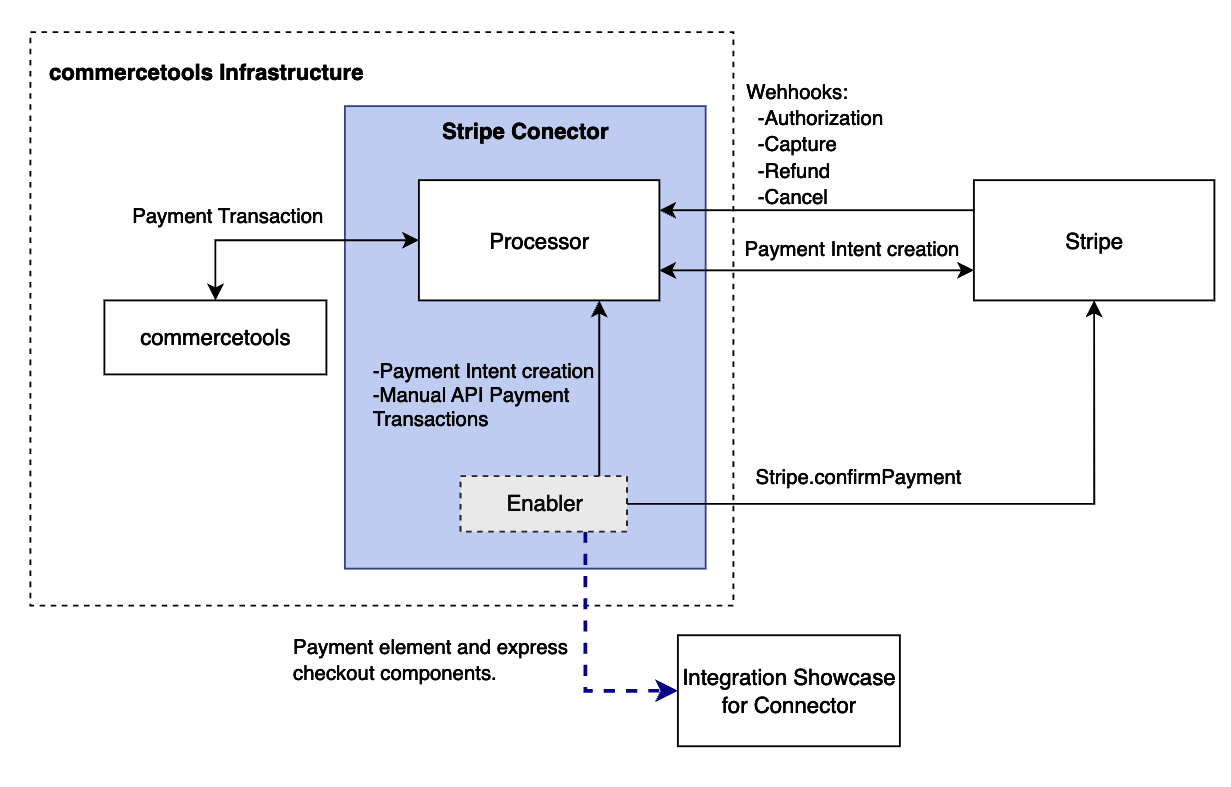 commercetools Infrastructure
Stripe Conector
Wehhooks:
-Authorization
-Capture
-Refund
-Cancel
Payment Transaction
Processor
Stripe
Payment Intent creation
commercetools
-Payment Intent creation
-Manual API Payment
Transactions
Stripe.confirmPayment
Enabler
Payment element and express
checkout components.
Integration Showcase
for Connector